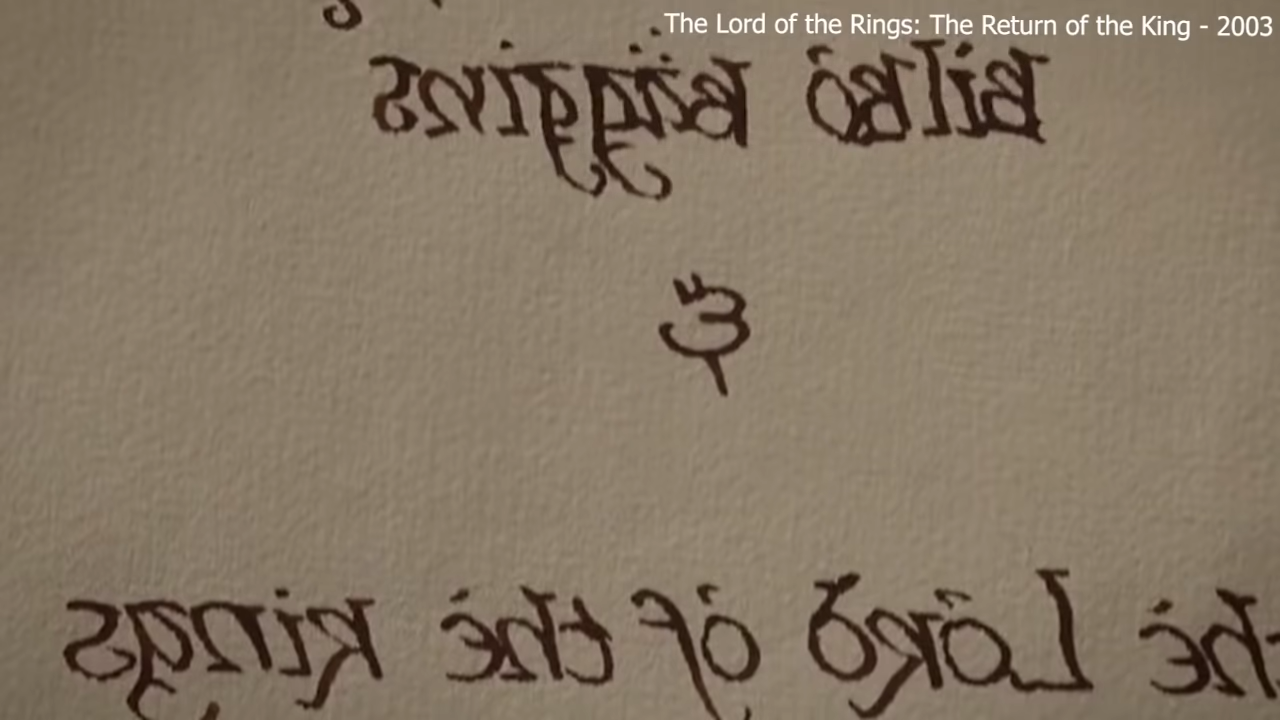 The Lord of the Rings: The Return of the King - 2003
Bilbo Baggins
&
the Lord of the Rings